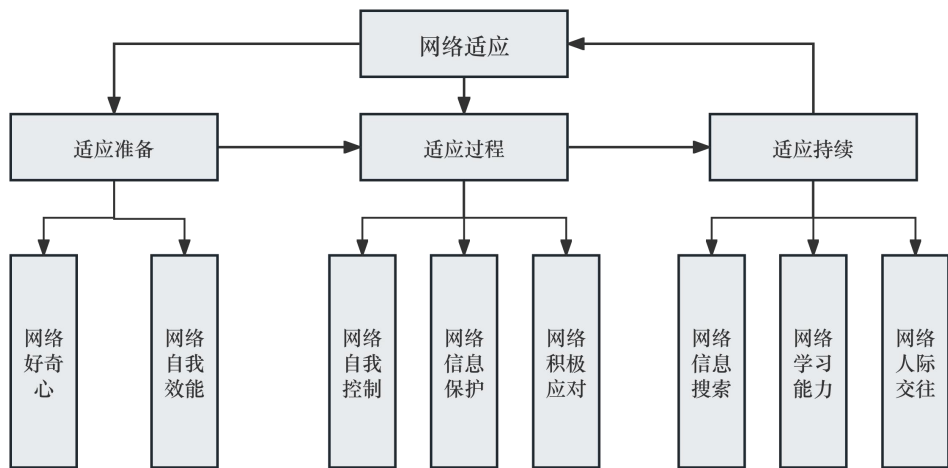 网络适应
适应准备
适应过程
适应持续
网络
好奇
心
网络
自我
效能
网络
自我
控制
网络
信息
保护
网络
积极
应对
网络
信息
搜索
网络
学习
能力
网络
人际
交往